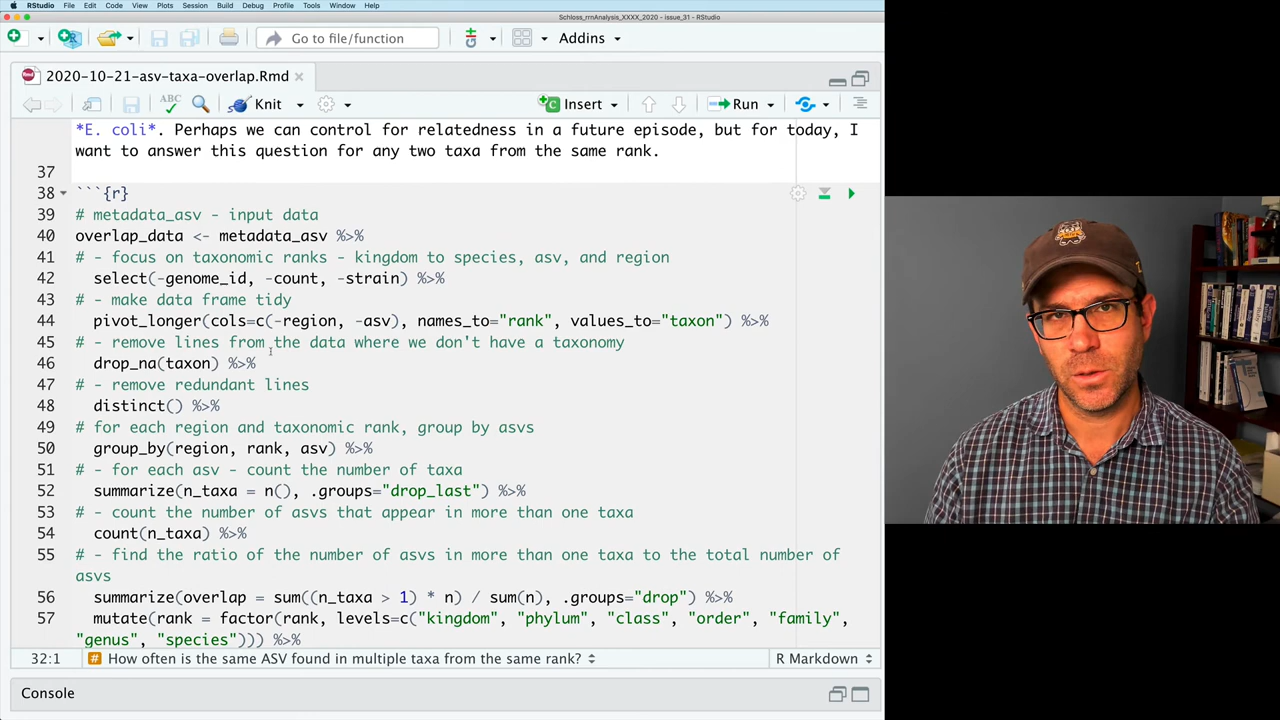 RStudio File Edit Code View Plots Session Build Debug Profile Tools Window Help
Schloss_rrnAnalysis_XXXX_2020 - issue_31 - RStudio
Go to file/function
Addins
2020-10-21-asv-taxa-overlap.Rmd
ABC
Knit
Insert
Run
*E. coli*. Perhaps we can control for relatedness in a future episode, but for today, I
want to answer this question for any two taxa from the same rank.
37
38 ```{r}
39 # metadata_asv - input data
40 overlap_data <- metadata_asv %>%
41 # - focus on taxonomic ranks - kingdom to species, asv, and region
42 select(-genome_id, -count, -strain) %>%
43 # - make data frame tidy
44 pivot_longer(cols=c(-region, -asv), names_to="rank", values_to="taxon") %>%
45 # - remove lines from the data where we don't have a taxonomy
46 drop_na(taxon) %>%
47 # - remove redundant lines
48 distinct() %>%
49 # for each region and taxonomic rank, group by asvs
50 group_by(region, rank, asv) %>%
51 # - for each asv - count the number of taxa
52 summarize(n_taxa = n(), .groups="drop_last") %>%
53 # - count the number of asvs that appear in more than one taxa
54 count(n_taxa) %>%
55 # - find the ratio of the number of asvs in more than one taxa to the total number of
asvs
56 summarize(overlap = sum((n_taxa > 1) * n) / sum(n), .groups="drop") %>%
57 mutate(rank = factor(rank, levels=c("kingdom", "phylum", "class", "order", "family",
"genus", "species"))) %>%
32:1 # How often is the same ASV found in multiple taxa from the same rank? R Markdown
Console